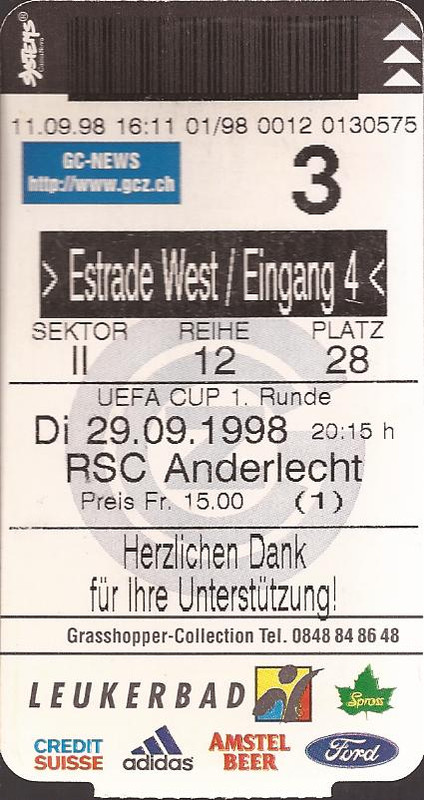 SYSTEMS
11.09.98 16:11 01/98 0012 0130575
GC-NEWS
http://www.gcz.ch
3
> Estrade West / Eingang 4 <
SEKTOR REIHE PLATZ
II 12 28
UEFA CUP 1. Runde
Di 29.09.1998 20:15 h
RSC Anderlecht
Preis Fr. 15.00 (1)
Herzlichen Dank
für Ihre Unterstützung!
Grasshopper-Collection Tel. 0848 84 86 48
LEUKERBAD
Spross
CREDIT SUISSE
adidas
AMSTEL BEER
Ford